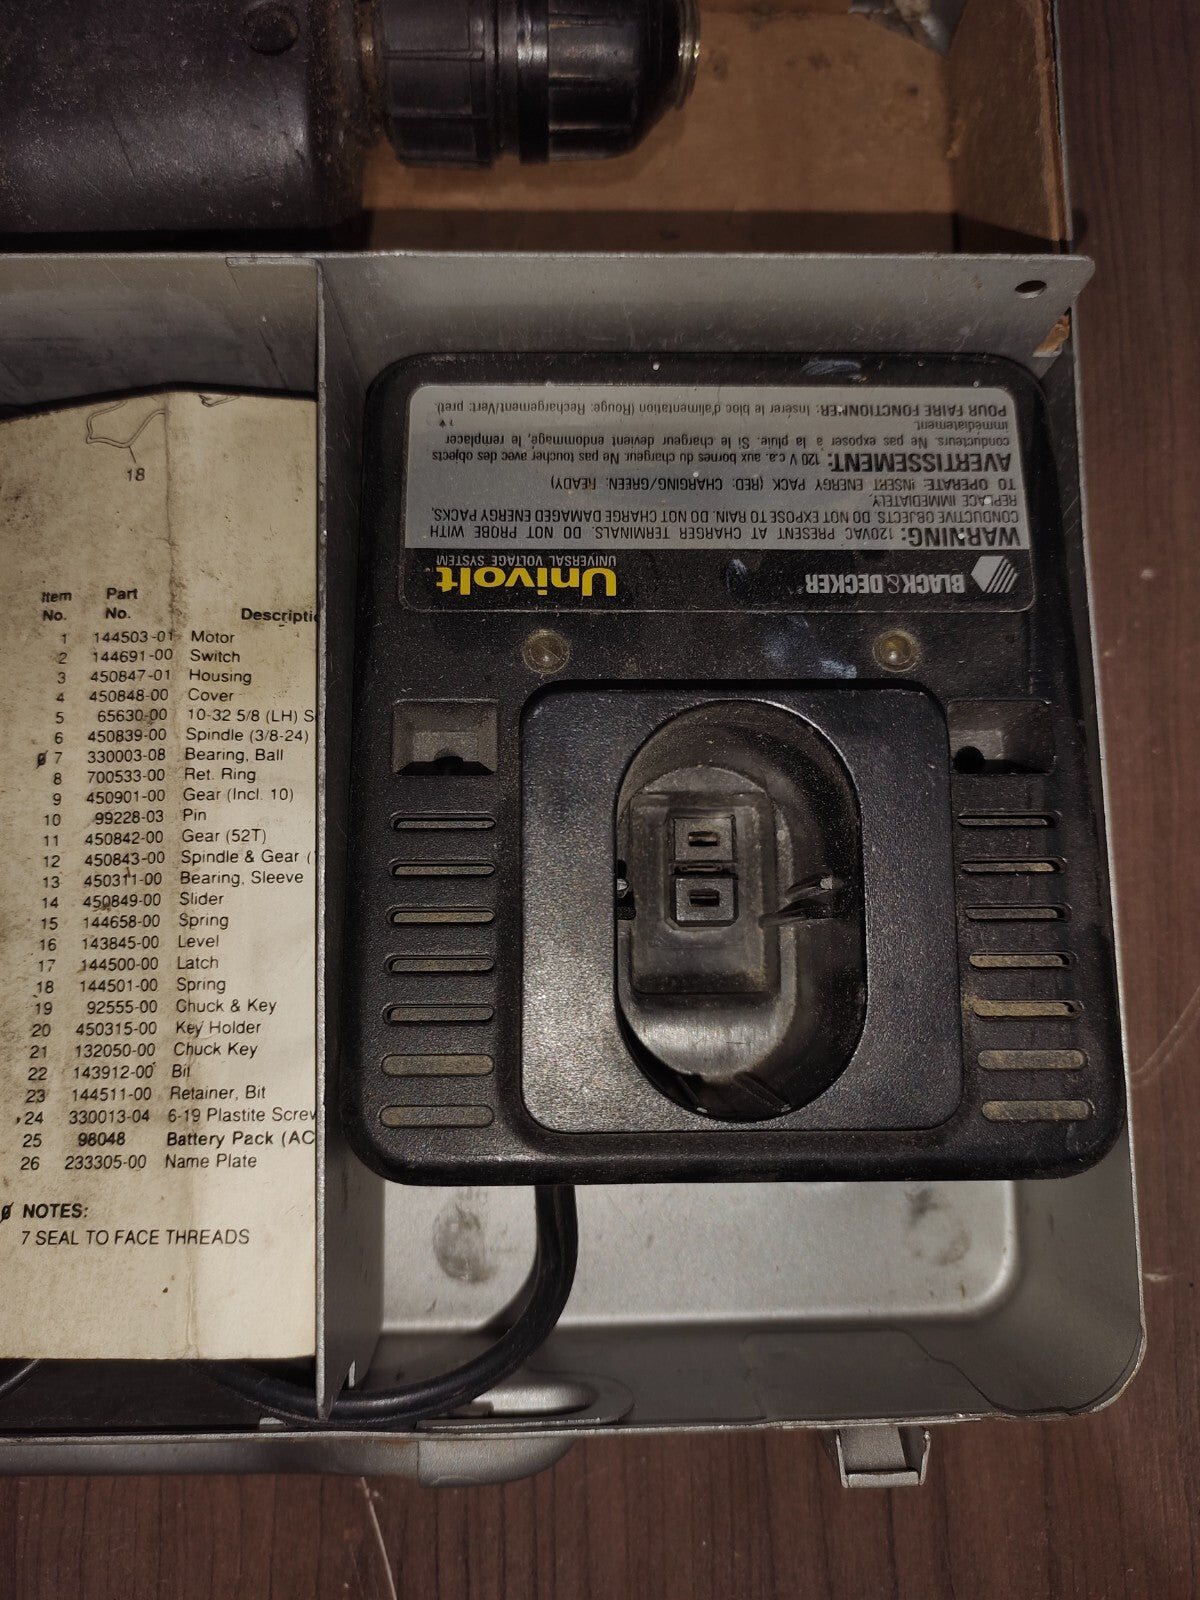 18
Item Part
No. No. Descripti
1 144503-01 Motor
2 144691-00 Switch
3 450847-01 Housing
4 450848-00 Cover
5 65630-00 10-32 5/8 (LH) S
6 450839-00 Spindle (3/8-24)
ø 7 330003-08 Bearing, Ball
8 700533-00 Ret. Ring
9 450901-00 Gear (Incl. 10)
10 99228-03 Pin
11 450842-00 Gear (52T)
12 450843-00 Spindle & Gear (
13 450311-00 Bearing, Sleeve
14 450849-00 Slider
15 144658-00 Spring
16 143845-00 Level
17 144500-00 Latch
18 144501-00 Spring
19 92555-00 Chuck & Key
20 450315-00 Key Holder
21 132050-00 Chuck Key
22 143912-00 Bit
23 144511-00 Retainer, Bit
24 330013-04 6-19 Plastite Screw
25 98048 Battery Pack (AC
26 233305-00 Name Plate
ø NOTES:
7 SEAL TO FACE THREADS
BLACK & DECKER Univolt
UNIVERSAL VOLTAGE SYSTEM
WARNING: 120VAC PRESENT AT CHARGER TERMINALS. DO NOT PROBE WITH
CONDUCTIVE OBJECTS. DO NOT EXPOSE TO RAIN. DO NOT CHARGE DAMAGED ENERGY PACKS,
REPLACE IMMEDIATELY.
TO OPERATE: INSERT ENERGY PACK (RED: CHARGING/GREEN: READY)
AVERTISSEMENT: 120 V c.a. aux bornes du chargeur. Ne pas toucher avec des objects
conducteurs. Ne pas exposer à la pluie. Si le chargeur devient endommagé, le remplacer
immédiatement.
POUR FAIRE FONCTIONNER: Insérer le bloc d'alimentation (Rouge: Rechargement/Vert: prêt).